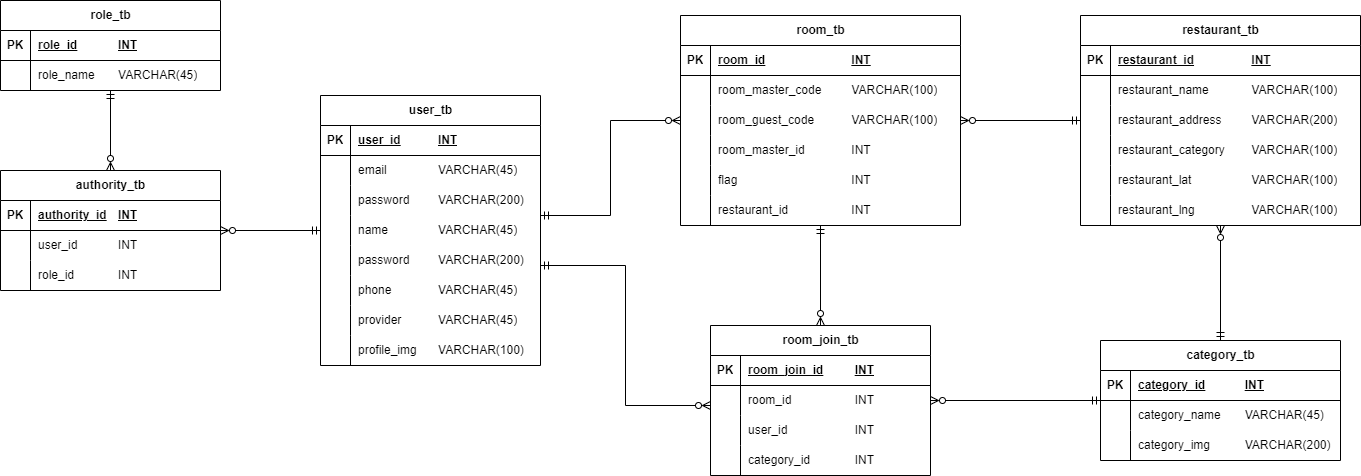 role_tb
PK role_id INT
role_name VARCHAR(45)
authority_tb
PK authority_id INT
user_id INT
role_id INT
user_tb
PK user_id INT
email VARCHAR(45)
password VARCHAR(200)
name VARCHAR(45)
password VARCHAR(200)
phone VARCHAR(45)
provider VARCHAR(45)
profile_img VARCHAR(100)
room_tb
PK room_id INT
room_master_code VARCHAR(100)
room_guest_code VARCHAR(100)
room_master_id INT
flag INT
restaurant_id INT
room_join_tb
PK room_join_id INT
room_id INT
user_id INT
category_id INT
restaurant_tb
PK restaurant_id INT
restaurant_name VARCHAR(100)
restaurant_address VARCHAR(200)
restaurant_category VARCHAR(100)
restaurant_lat VARCHAR(100)
restaurant_lng VARCHAR(100)
category_tb
PK category_id INT
category_name VARCHAR(45)
category_img VARCHAR(200)